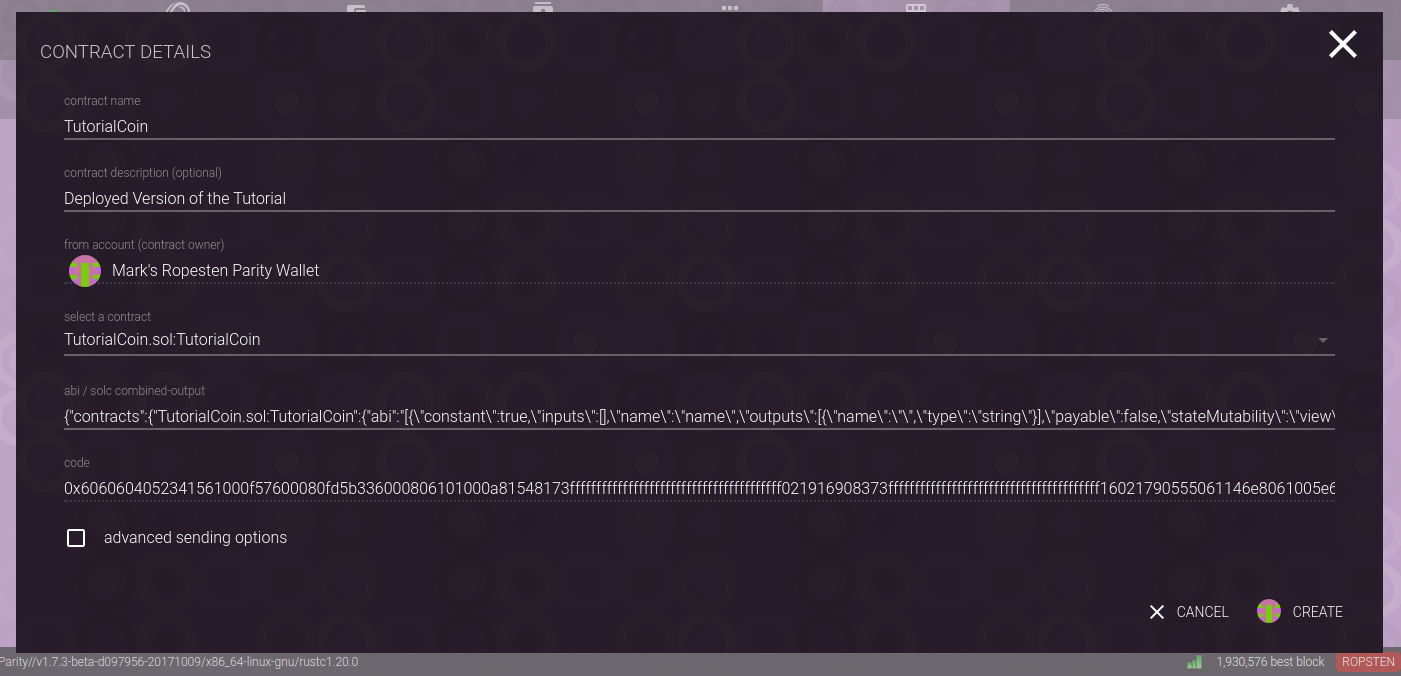 CONTRACT DETAILS
contract name
TutorialCoin
contract description (optional)
Deployed Version of the Tutorial
from account (contract owner)
Mark's Ropesten Parity Wallet
select a contract
TutorialCoin.sol:TutorialCoin
abi / solc combined-output
{"contracts":{"TutorialCoin.sol:TutorialCoin":{"abi":"[{\"constant\":true,\"inputs\":[],\"name\":\"name\",\"outputs\":[{\"name\":\"\",\"type\":\"string\"}],\"payable\":false,\"stateMutability\":\"view\
code
advanced sending options
CANCEL
CREATE
Parity//v1.7.3-beta-d097956-20171009/x86_64-linux-gnu/rustc1.20.0
1,930,576 best block
ROPSTEN